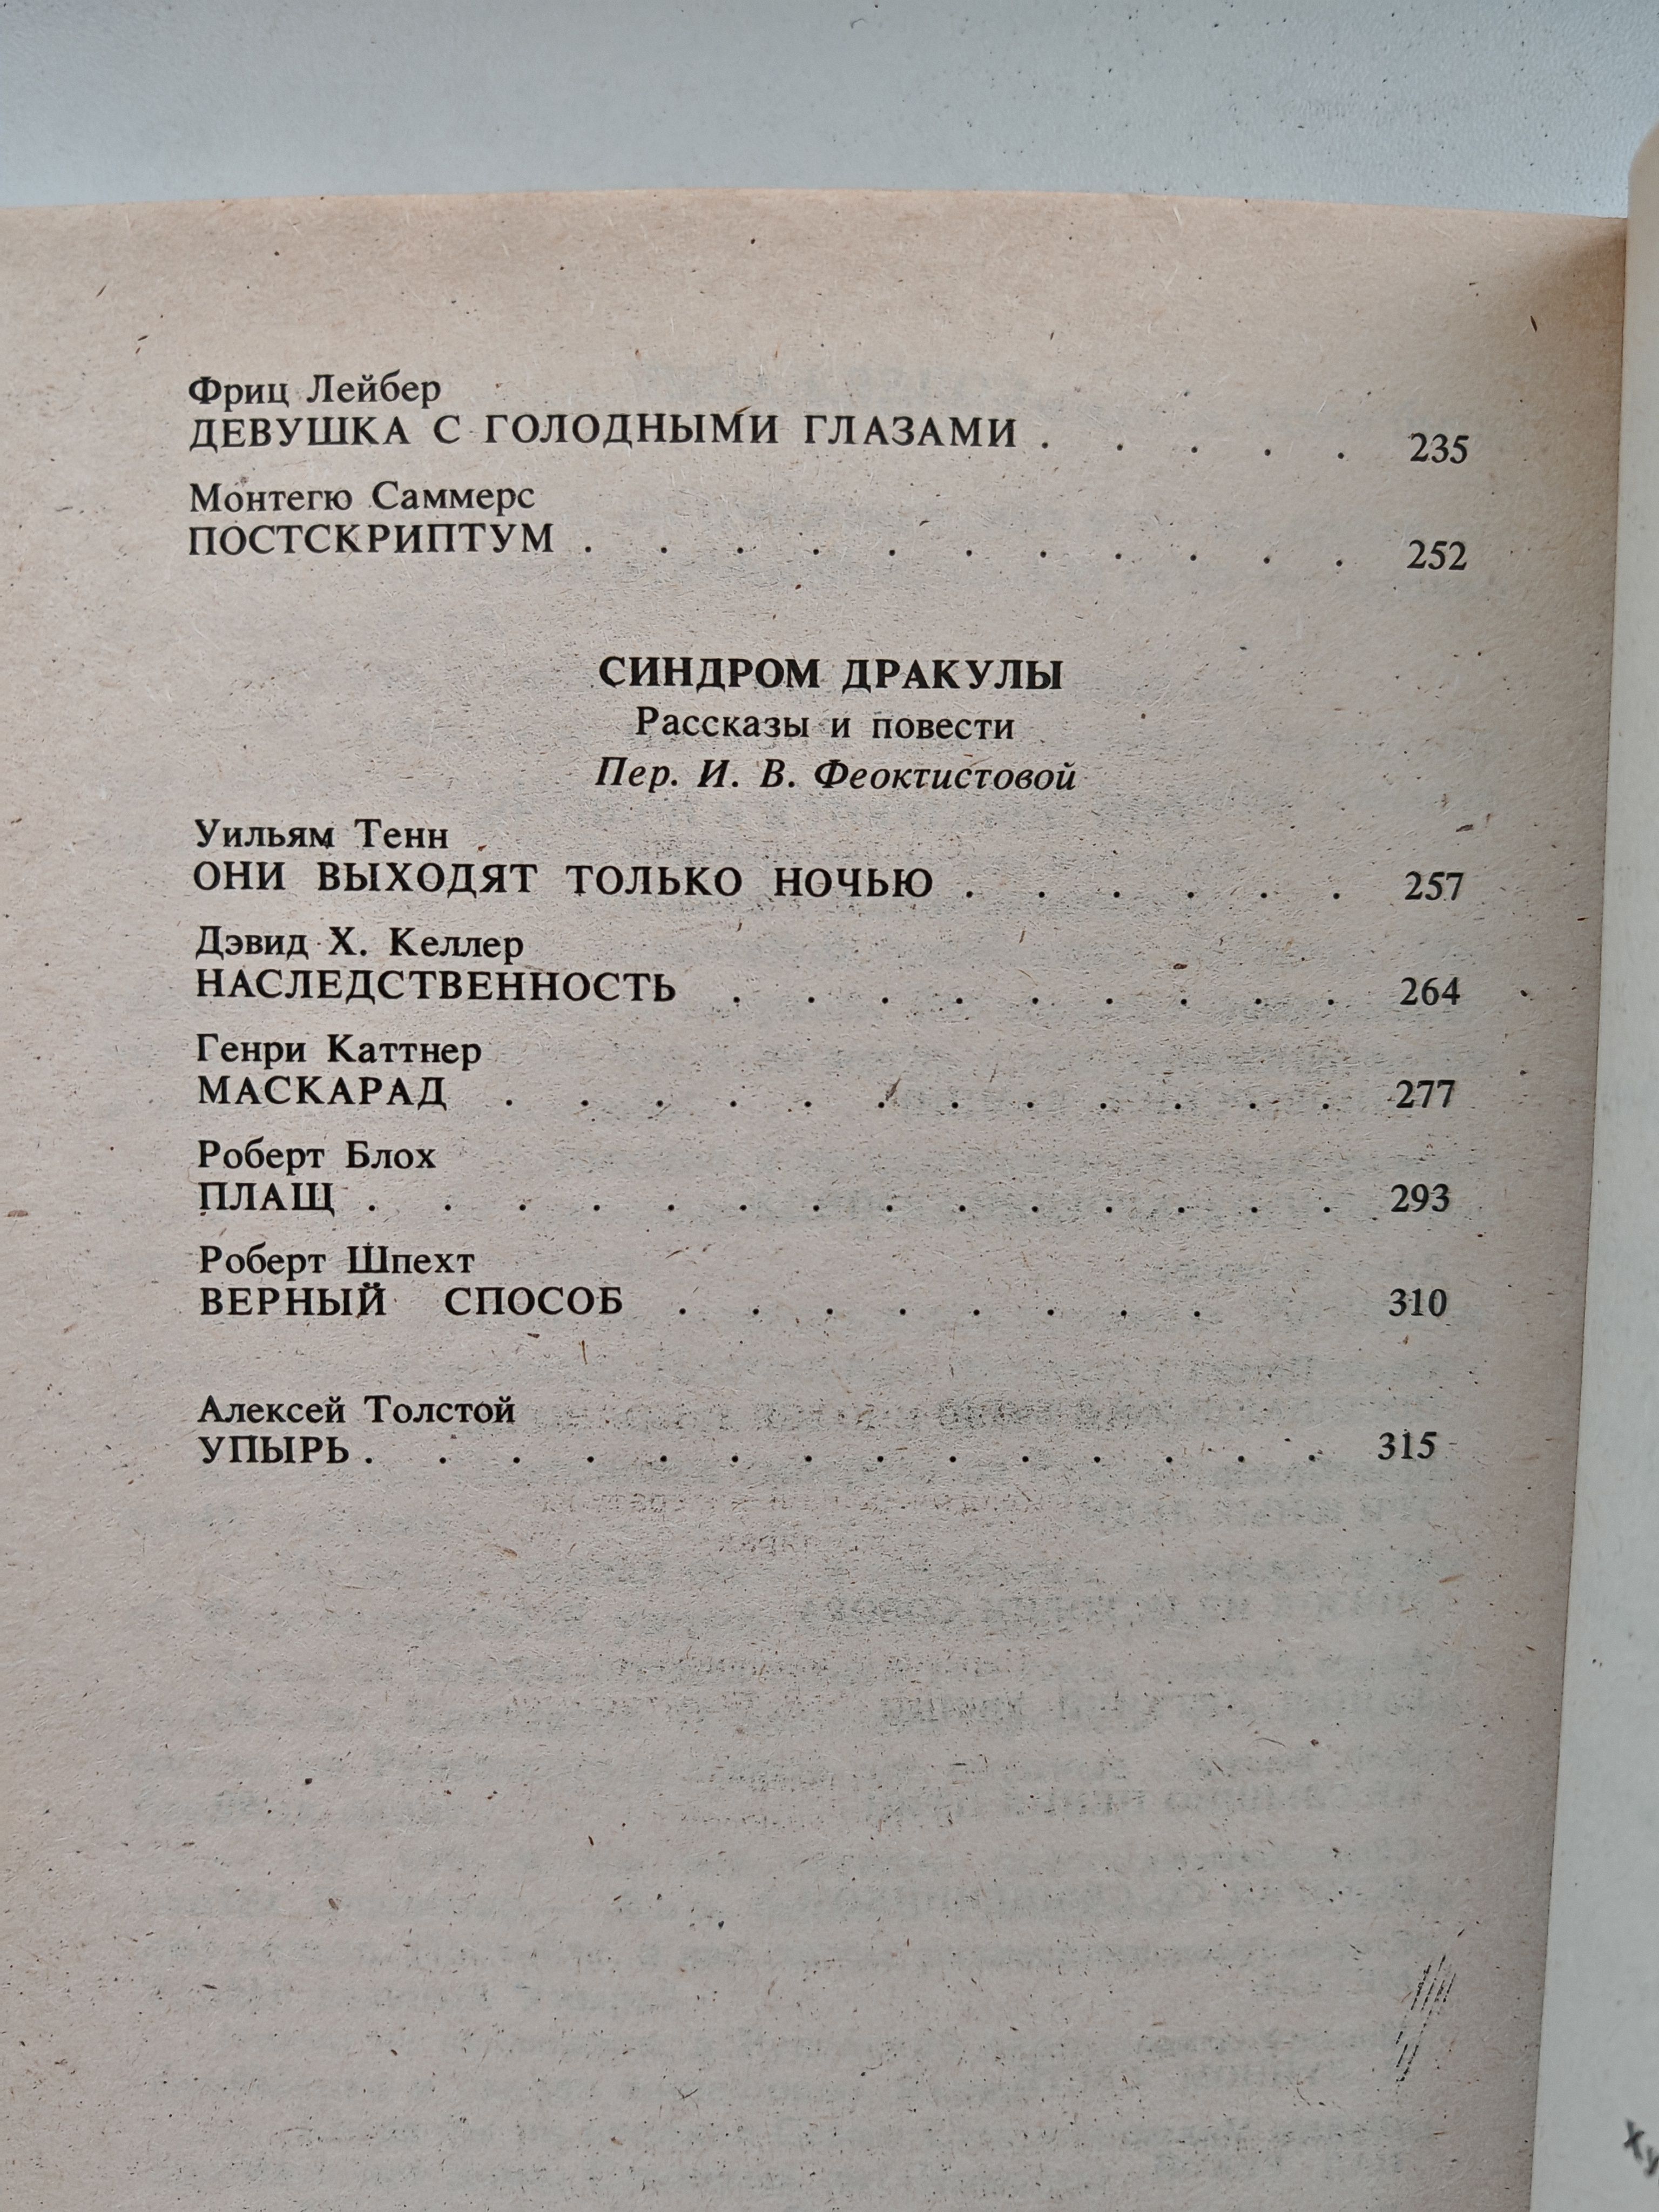 Фриц Лейбер
ДЕВУШКА С ГОЛОДНЫМИ ГЛАЗАМИ . . . . . 235
Монтегю Саммерс
ПОСТСКРИПТУМ . . . . . . . . . . . 252
СИНДРОМ ДРАКУЛЫ
Рассказы и повести
Пер. И. В. Феоктистовой
Уильям Тенн
ОНИ ВЫХОДЯТ ТОЛЬКО НОЧЬЮ . . . . . . 257
Дэвид Х. Келлер
НАСЛЕДСТВЕННОСТЬ . . . . . . . . . 264
Генри Каттнер
МАСКАРАД . . . . . . . . . . . . 277
Роберт Блох
ПЛАЩ . . . . . . . . . . . . . . 293
Роберт Шпехт
ВЕРНЫЙ СПОСОБ . . . . . . . . 310
Алексей Толстой
УПЫРЬ . . . . . . . . . . . . . . 315